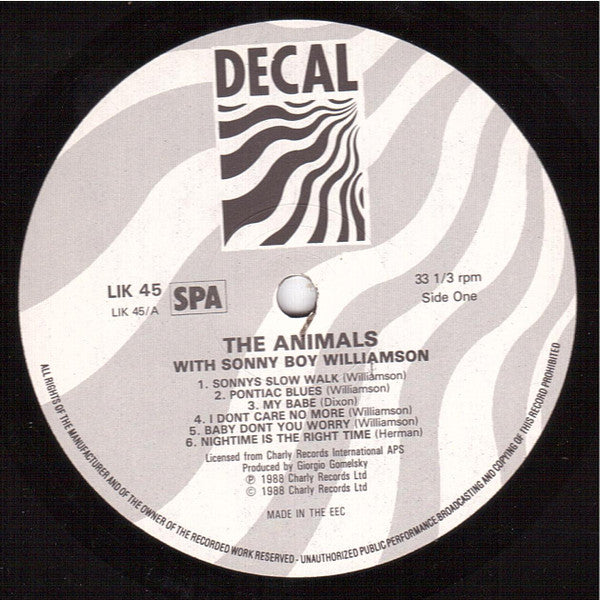 DECAL
LIK 45
LIK 45/A
SPA
33 1/3 rpm
Side One
THE ANIMALS
WITH SONNY BOY WILLIAMSON
1. SONNYS SLOW WALK (Williamson)
2. PONTIAC BLUES (Williamson)
3. MY BABE (Dixon)
4. I DONT CARE NO MORE (Williamson)
5. BABY DONT YOU WORRY (Williamson)
6. NIGHTIME IS THE RIGHT TIME (Herman)
Licensed from Charly Records International APS
Produced by Giorgio Gomelsky
℗ 1988 Charly Records Ltd
© 1988 Charly Records Ltd
MADE IN THE EEC
ALL RIGHTS OF THE MANUFACTURER AND OF THE OWNER OF THE RECORDED WORK RESERVED - UNAUTHORIZED PUBLIC PERFORMANCE BROADCASTING AND COPYING OF THIS RECORD PROHIBITED